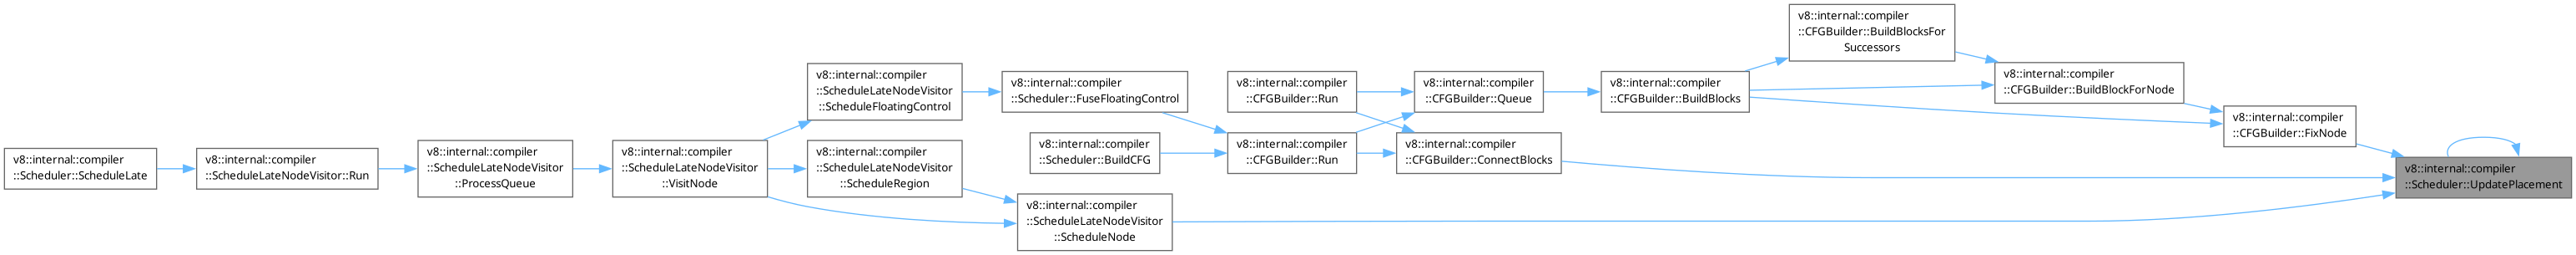 v8::internal::compiler
::Scheduler::ScheduleLate
v8::internal::compiler
::ScheduleLateNodeVisitor::Run
v8::internal::compiler
::ScheduleLateNodeVisitor
::ProcessQueue
v8::internal::compiler
::ScheduleLateNodeVisitor
::VisitNode
v8::internal::compiler
::ScheduleLateNodeVisitor
::ScheduleFloatingControl
v8::internal::compiler
::ScheduleLateNodeVisitor
::ScheduleRegion
v8::internal::compiler
::Scheduler::FuseFloatingControl
v8::internal::compiler
::Scheduler::BuildCFG
v8::internal::compiler
::ScheduleLateNodeVisitor
::ScheduleNode
v8::internal::compiler
::CFGBuilder::Run
v8::internal::compiler
::CFGBuilder::Run
v8::internal::compiler
::CFGBuilder::Queue
v8::internal::compiler
::CFGBuilder::ConnectBlocks
v8::internal::compiler
::CFGBuilder::BuildBlocks
v8::internal::compiler
::CFGBuilder::BuildBlocksFor
Successors
v8::internal::compiler
::CFGBuilder::BuildBlockForNode
v8::internal::compiler
::CFGBuilder::FixNode
v8::internal::compiler
::Scheduler::UpdatePlacement